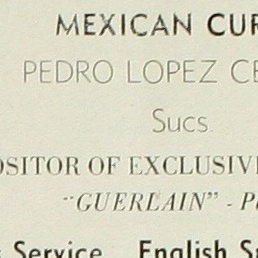 MEXICAN CUR
PEDRO LOPEZ CE
Sucs.
OSITOR OF EXCLUSIVE
"GUERLAIN" - P
Service English S